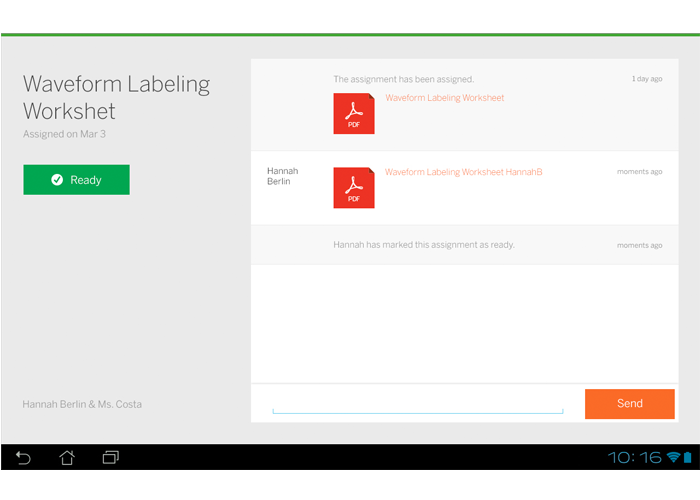 Waveform Labeling
Workshet
Assigned on Mar 3
Ready
Hannah Berlin & Ms. Costa
The assignment has been assigned.
1 day ago
PDF
Waveform Labeling Worksheet
Hannah
Berlin
PDF
Waveform Labeling Worksheet HannahB
moments ago
Hannah has marked this assignment as ready.
moments ago
Send
10:16